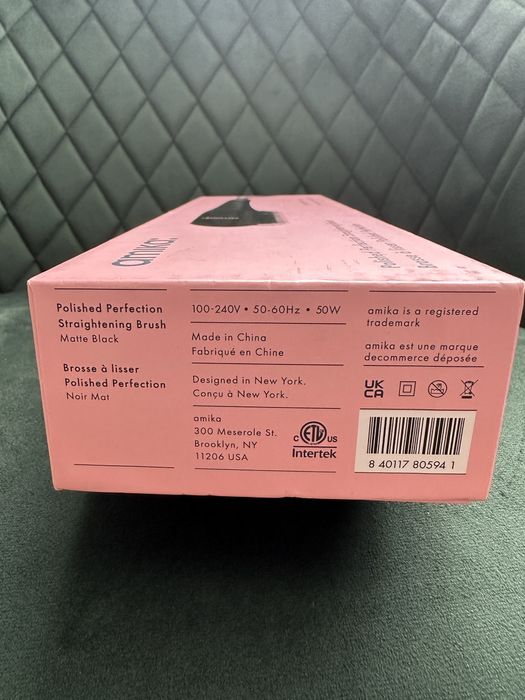 amika
Polished Perfection
Straightening Brush
Matte Black
Brosse à lisser
Polished Perfection
Noir Mat
100-240V • 50-60Hz • 50W
Made in China
Fabriqué en Chine
Designed in New York.
Conçu à New York.
amika
300 Meserole St.
Brooklyn, NY
11206 USA
C ETL US
Intertek
amika is a registered
trademark
amika est une marque
decommerce déposée
UK
CA
8 40117 80594 1